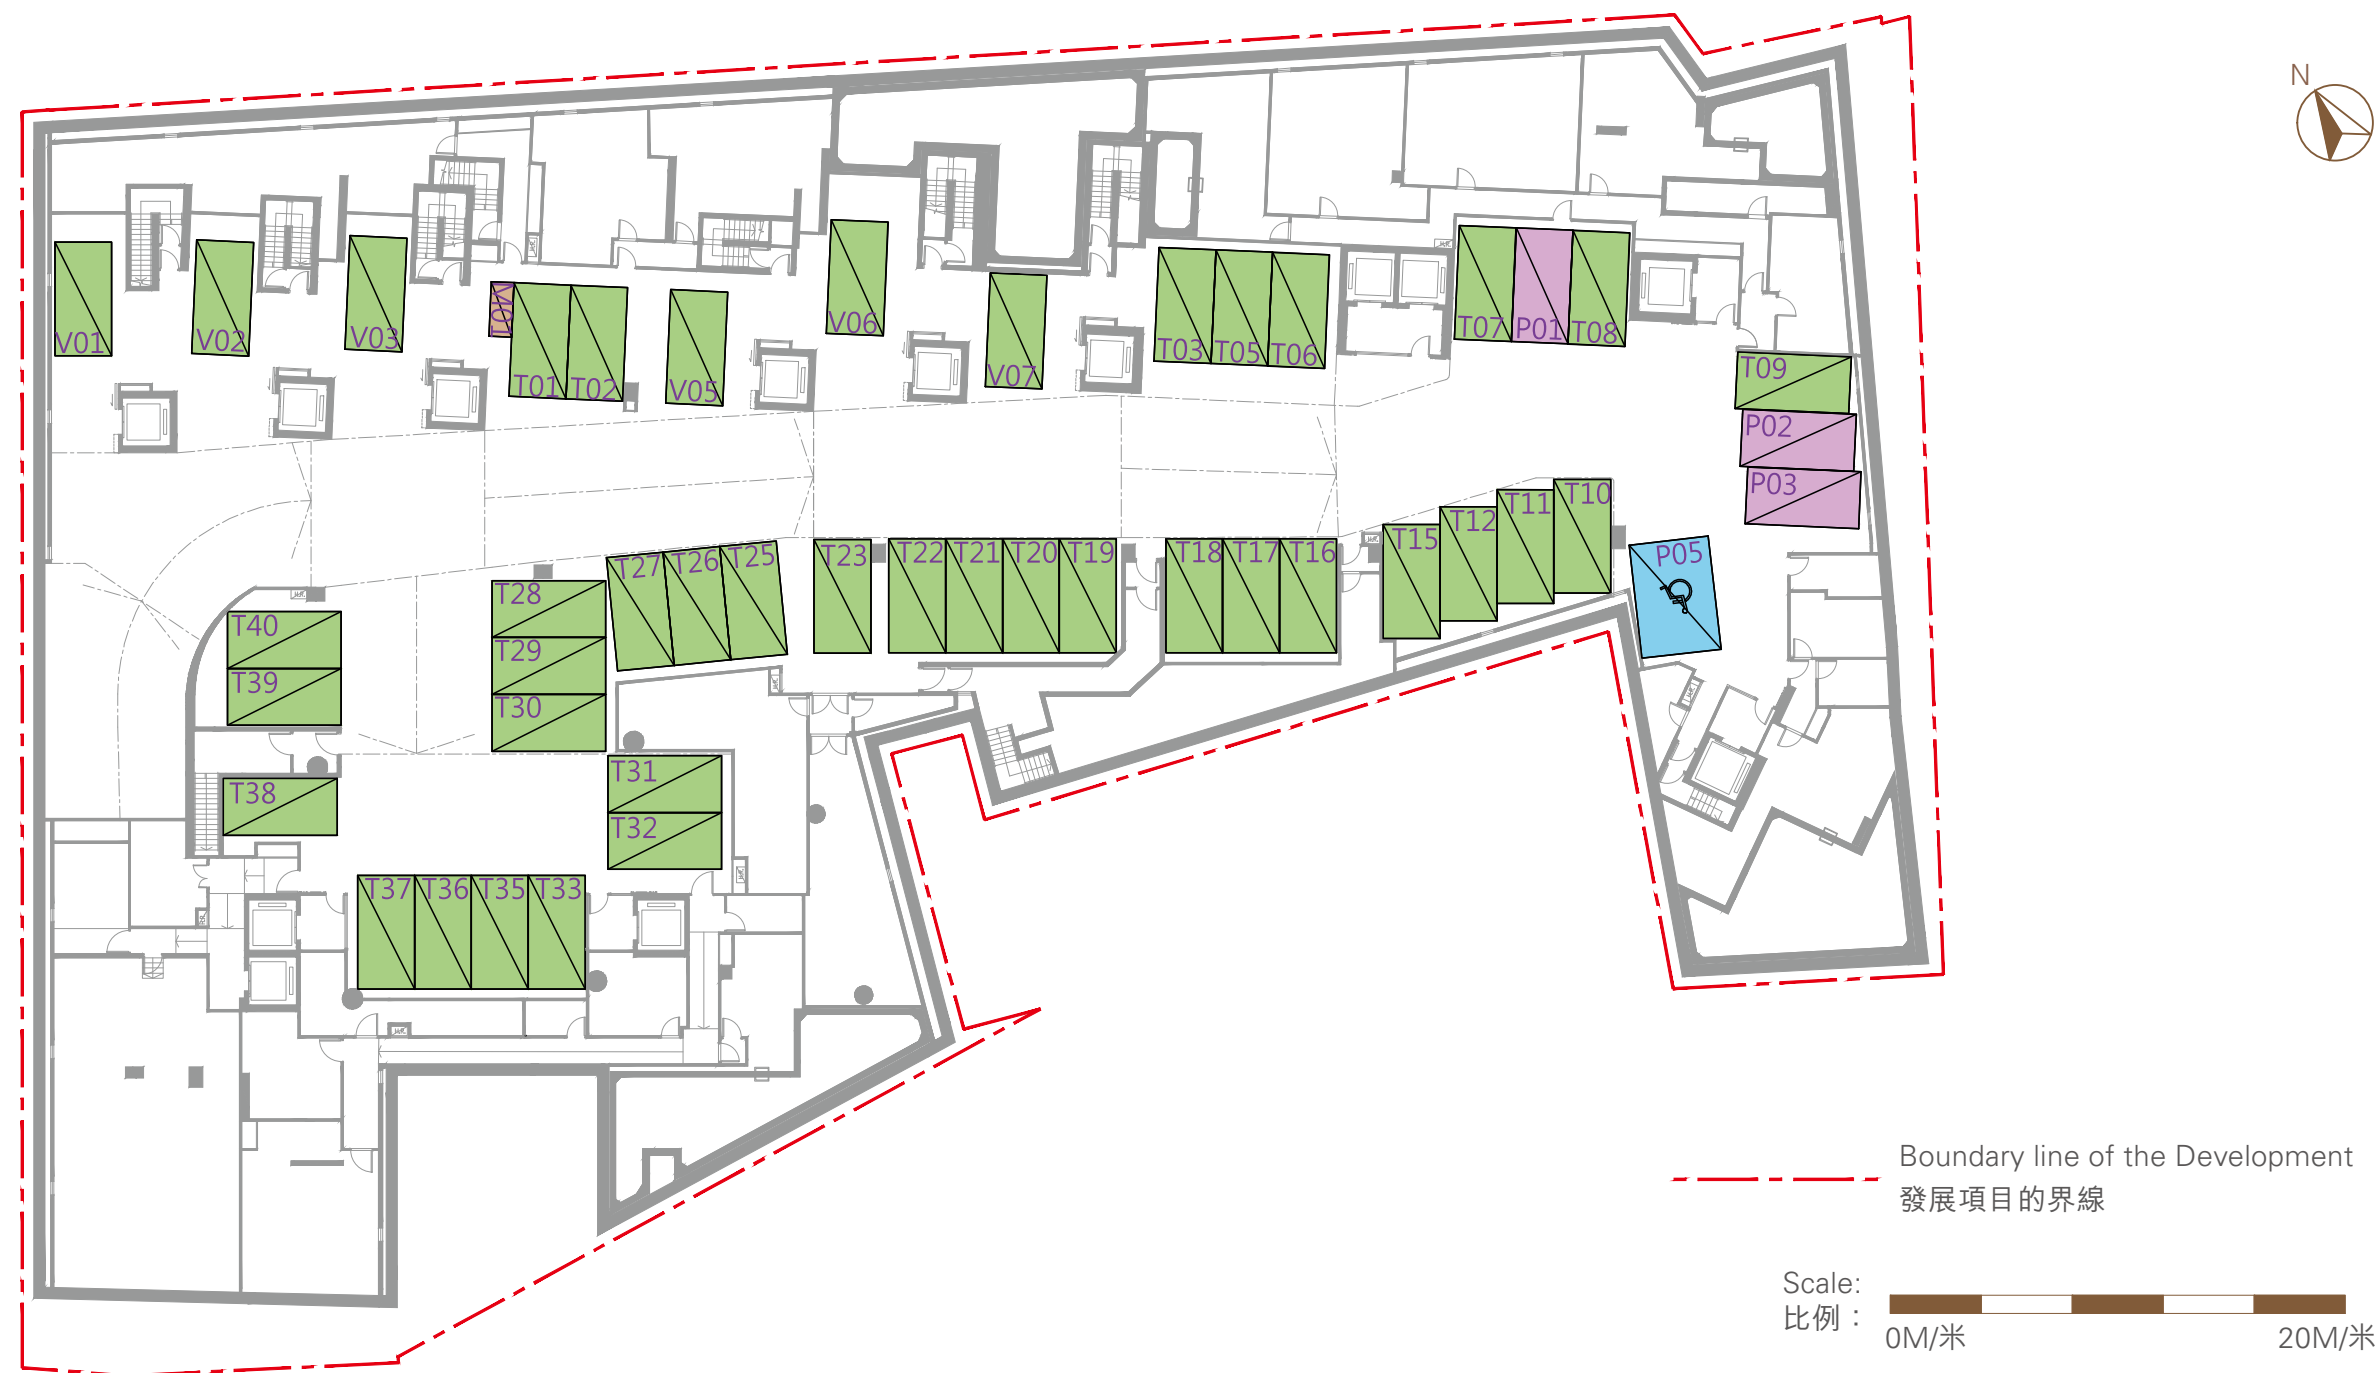 N
V01
V02
V03
M01
T01
T02
V05
V06
V07
T03
T05
T06
T07
P01
T08
T09
P02
P03
T10
T11
T12
T15
P05
T16
T17
T18
T19
T20
T21
T22
T23
T25
T26
T27
T28
T29
T30
T40
T39
T38
T31
T32
T37
T36
T35
T33
Boundary line of the Development
發展項目的界線
Scale:
比例：
0M/米
20M/米